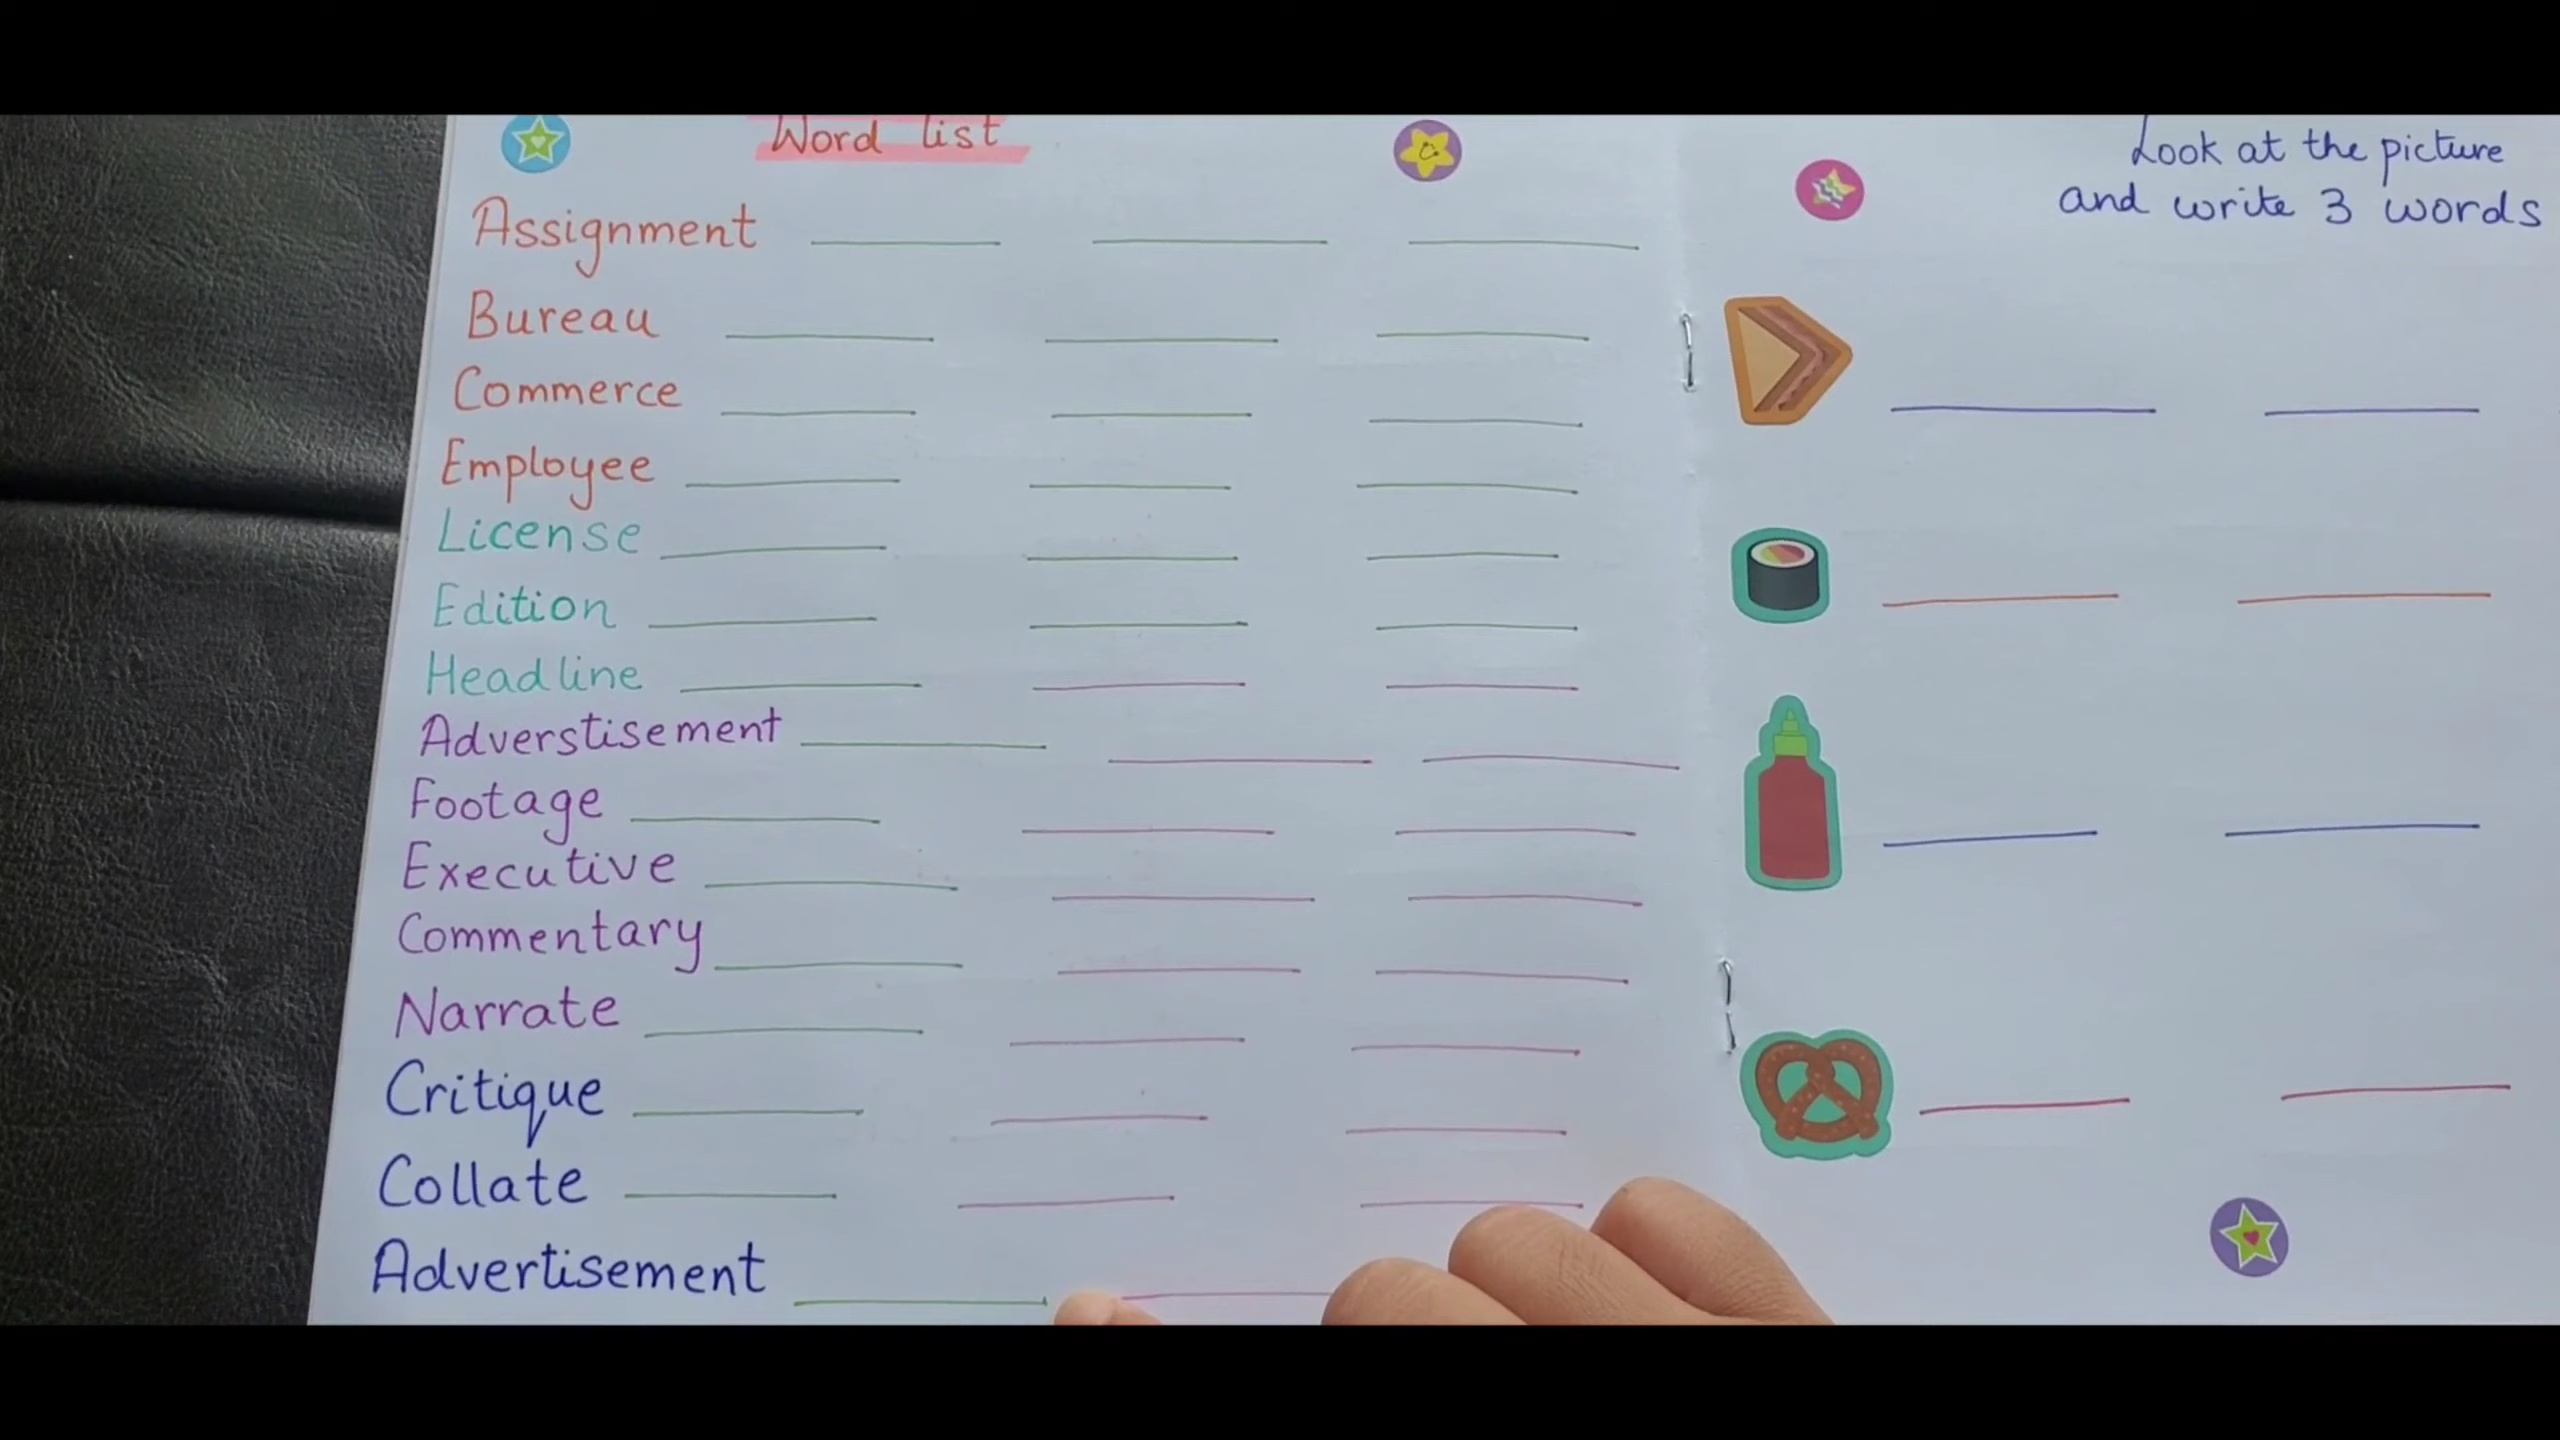 Word list
Assignment
Bureau
Commerce
Employee
License
Edition
Headline
Adverstisement
Footage
Executive
Commentary
Narrate
Critique
Collate
Advertisement
Look at the picture
and write 3 words